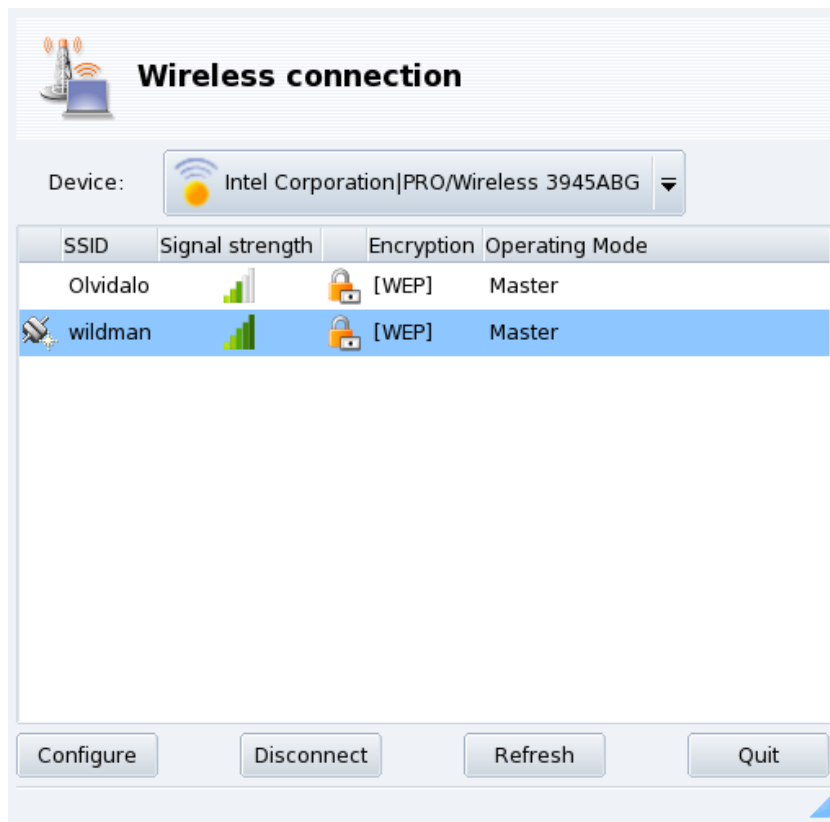 Wireless connection
Device: Intel Corporation|PRO/Wireless 3945ABG
SSID Signal strength Encryption Operating Mode
Olvidalo [WEP] Master
wildman [WEP] Master
Configure Disconnect Refresh Quit